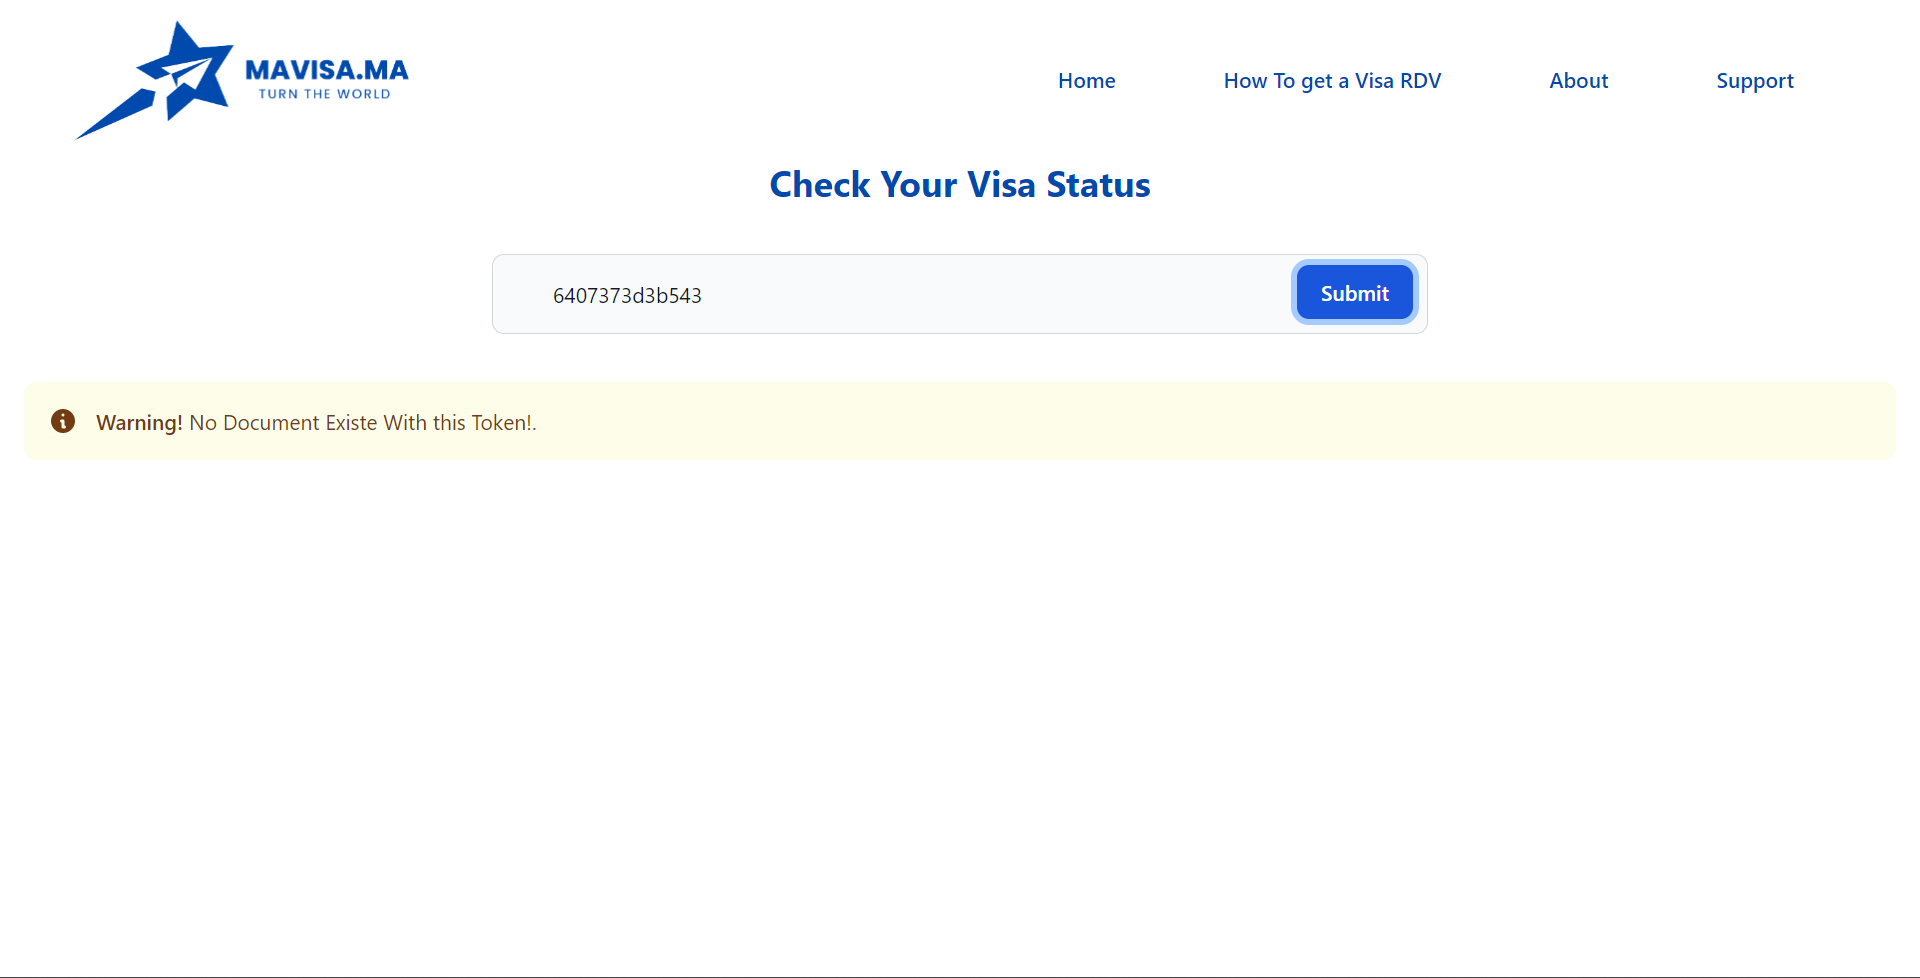 MAVISA.MA
TURN THE WORLD
Home
How To get a Visa RDV
About
Support
Check Your Visa Status
6407373d3b543
Submit
Warning! No Document Existe With this Token!.